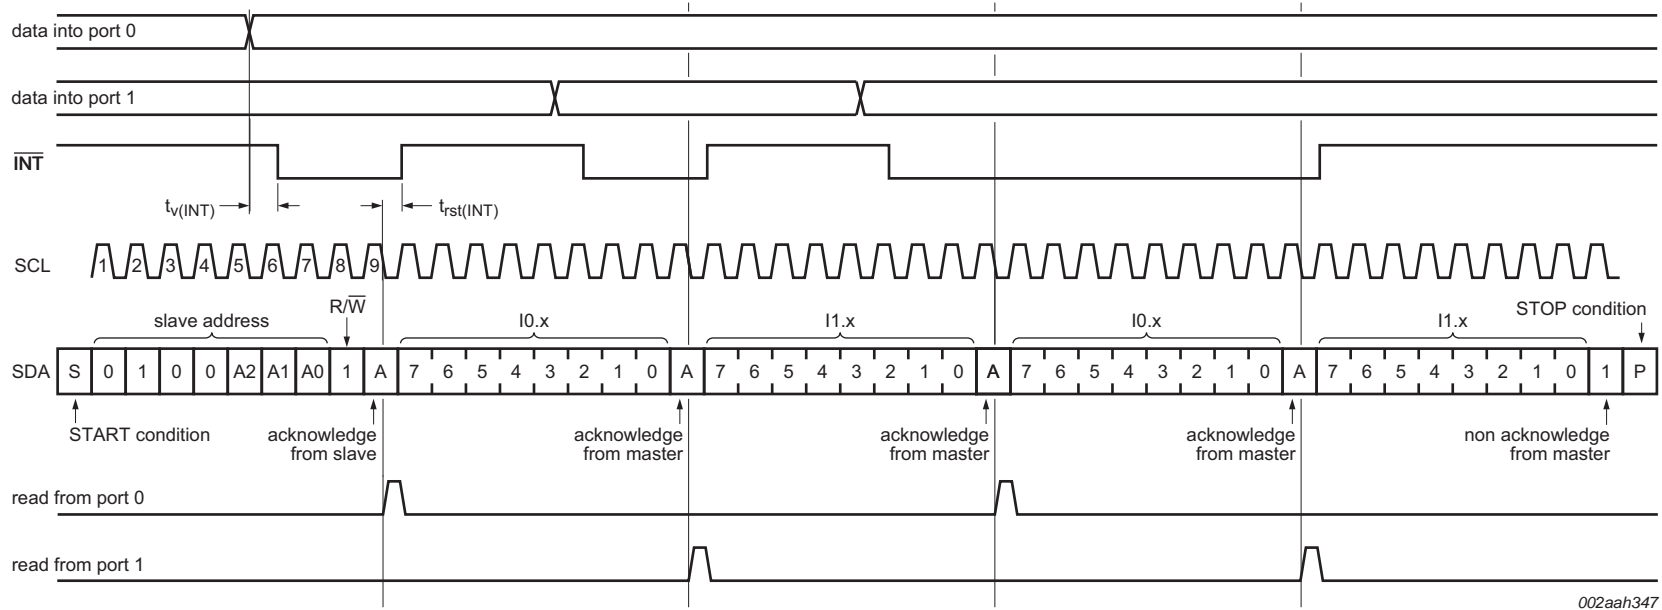 data into port 0
data into port 1
INT
tv(INT)
trst(INT)
SCL
1 2 3 4 5 6 7 8 9
R/W
STOP condition
slave address
I0.x
I1.x
I0.x
I1.x
SDA S 0 1 0 0 A2 A1 A0 1 A 7 6 5 4 3 2 1 0 A 7 6 5 4 3 2 1 0 A 7 6 5 4 3 2 1 0 A 7 6 5 4 3 2 1 0 1 P
START condition
acknowledge
from slave
acknowledge
from master
acknowledge
from master
acknowledge
from master
non acknowledge
from master
read from port 0
read from port 1
002aah347